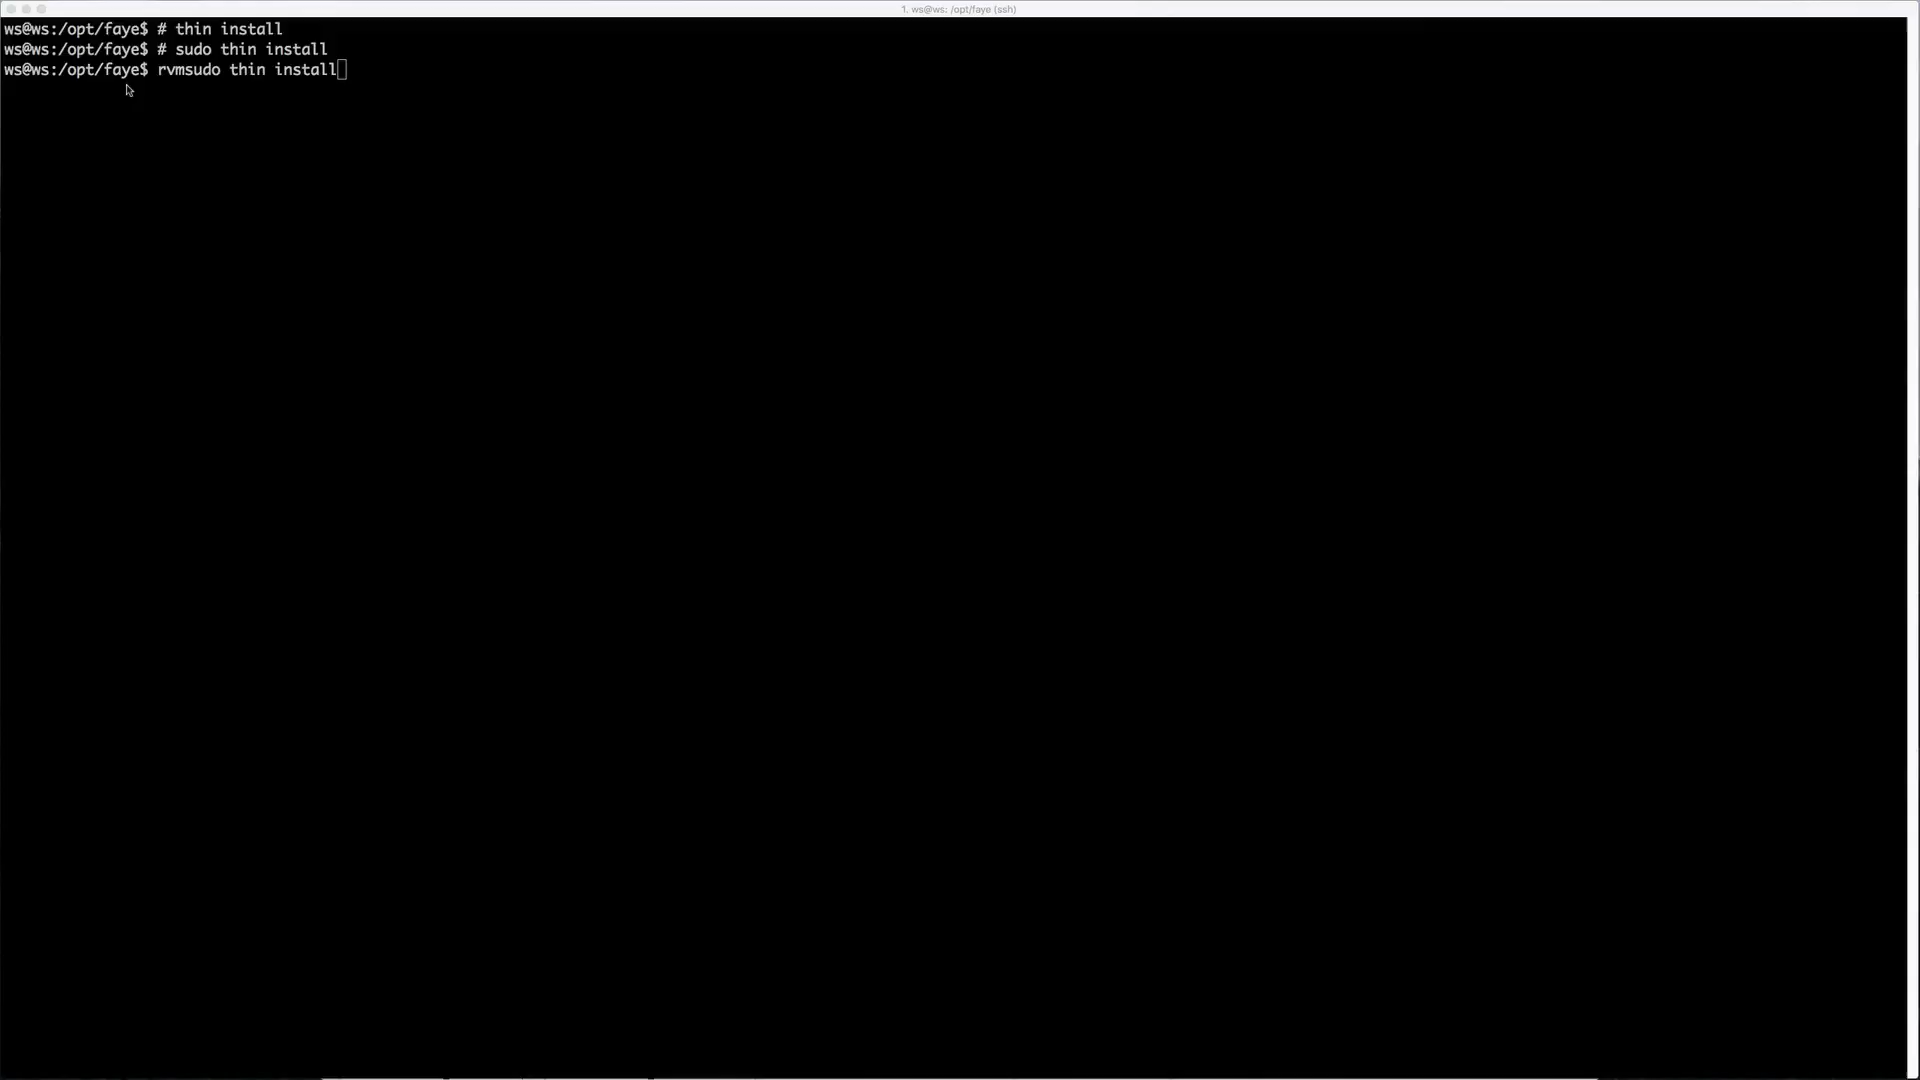 1. ws@ws: /opt/faye (ssh)
ws@ws:/opt/faye$ # thin install
ws@ws:/opt/faye$ # sudo thin install
ws@ws:/opt/faye$ rvmsudo thin install